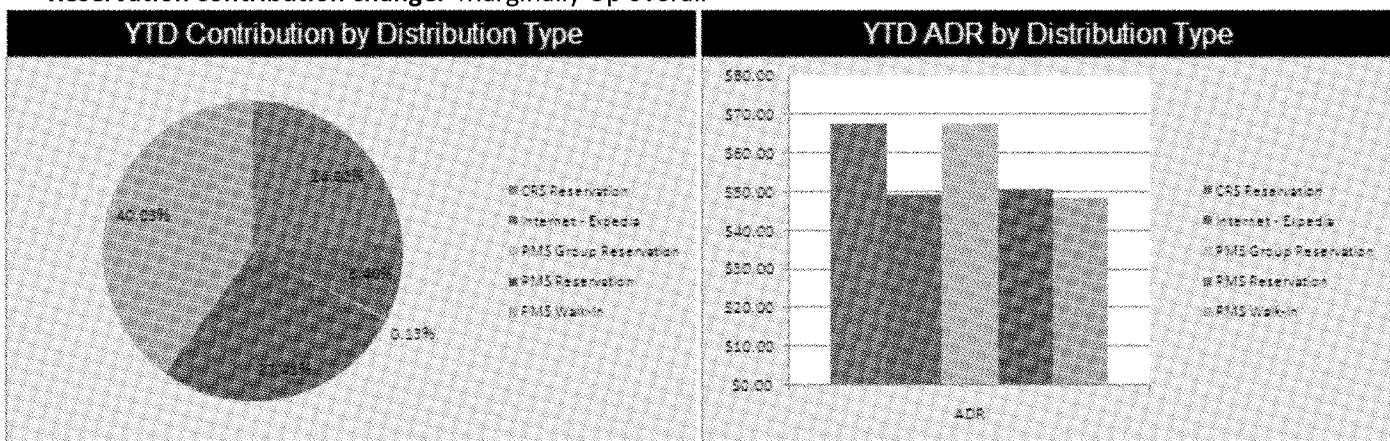 Reservation contribution change: Marginally Up overall
YTD Contribution by Distribution Type
40.03%
0.13%
CRS Reservation
Internet - Expedia
PMS Group Reservation
PMS Reservation
PMS Walk-in
YTD ADR by Distribution Type
$80.00
$70.00
$60.00
$50.00
$40.00
$30.00
$20.00
$10.00
$0.00
ADR
CRS Reservation
Internet - Expedia
PMS Group Reservation
PMS Reservation
PMS Walk-in